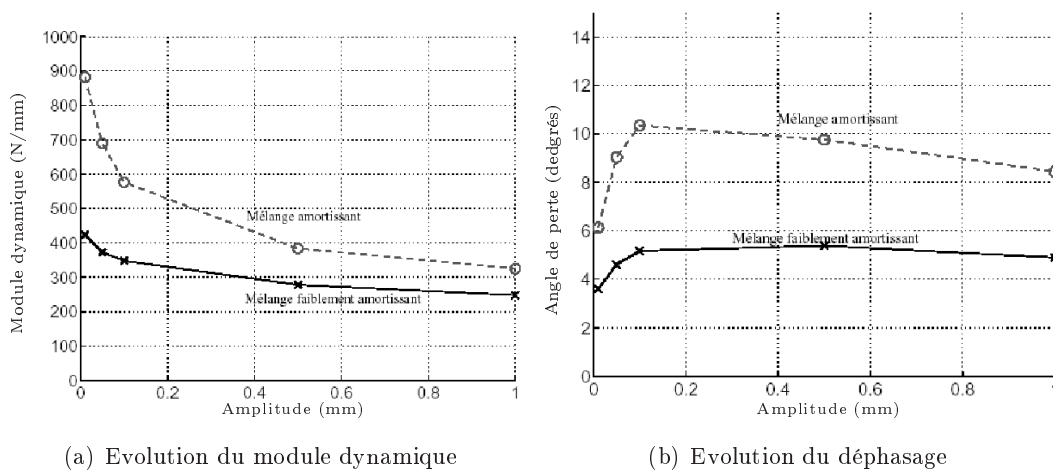 1000
900
800
700
600
500
400
300
200
100
0
0 0.2 0.4 0.6 0.8 1
Module dynamique (N/mm)
Amplitude (mm)
Mélange amortissant
Mélange faiblement amortissant
(a) Evolution du module dynamique
14
12
10
8
6
4
2
0
0 0.2 0.4 0.6 0.8 1
Angle de perte (dedgrés)
Amplitude (mm)
Mélange amortissant
Mélange faiblement amortissant
(b) Evolution du déphasage